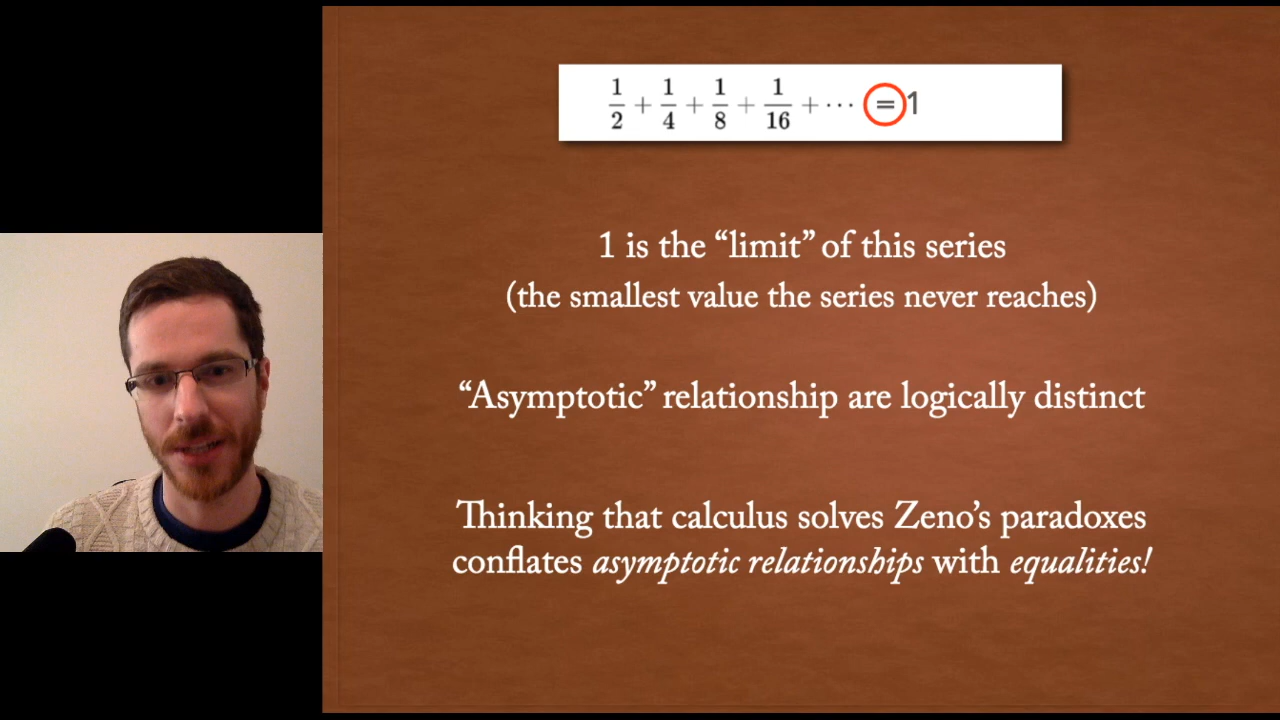 1/2 + 1/4 + 1/8 + 1/16 + ··· = 1
1 is the “limit” of this series
(the smallest value the series never reaches)
“Asymptotic” relationship are logically distinct
Thinking that calculus solves Zeno’s paradoxes
conflates asymptotic relationships with equalities!